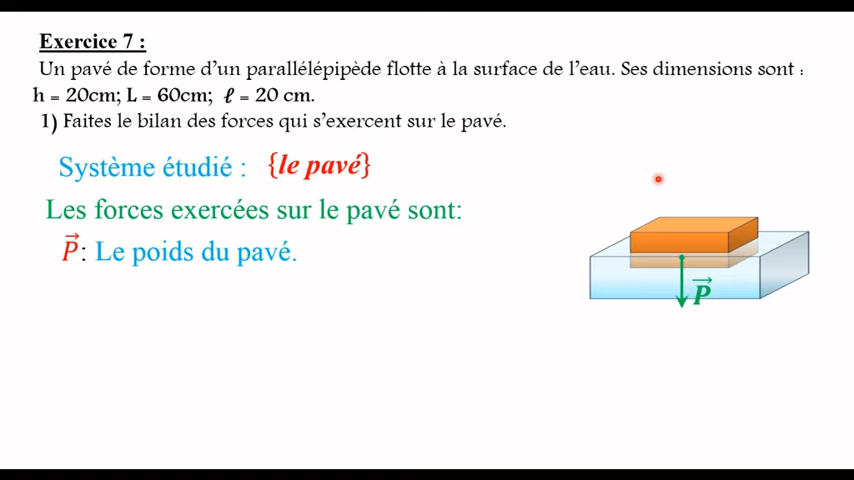 Exercice 7 :
Un pavé de forme d’un parallélépipède flotte à la surface de l’eau. Ses dimensions sont :
h = 20cm; L = 60cm; ℓ = 20 cm.
1) Faites le bilan des forces qui s’exercent sur le pavé.
Système étudié : {le pavé}
Les forces exercées sur le pavé sont:
P⃗: Le poids du pavé.
P⃗